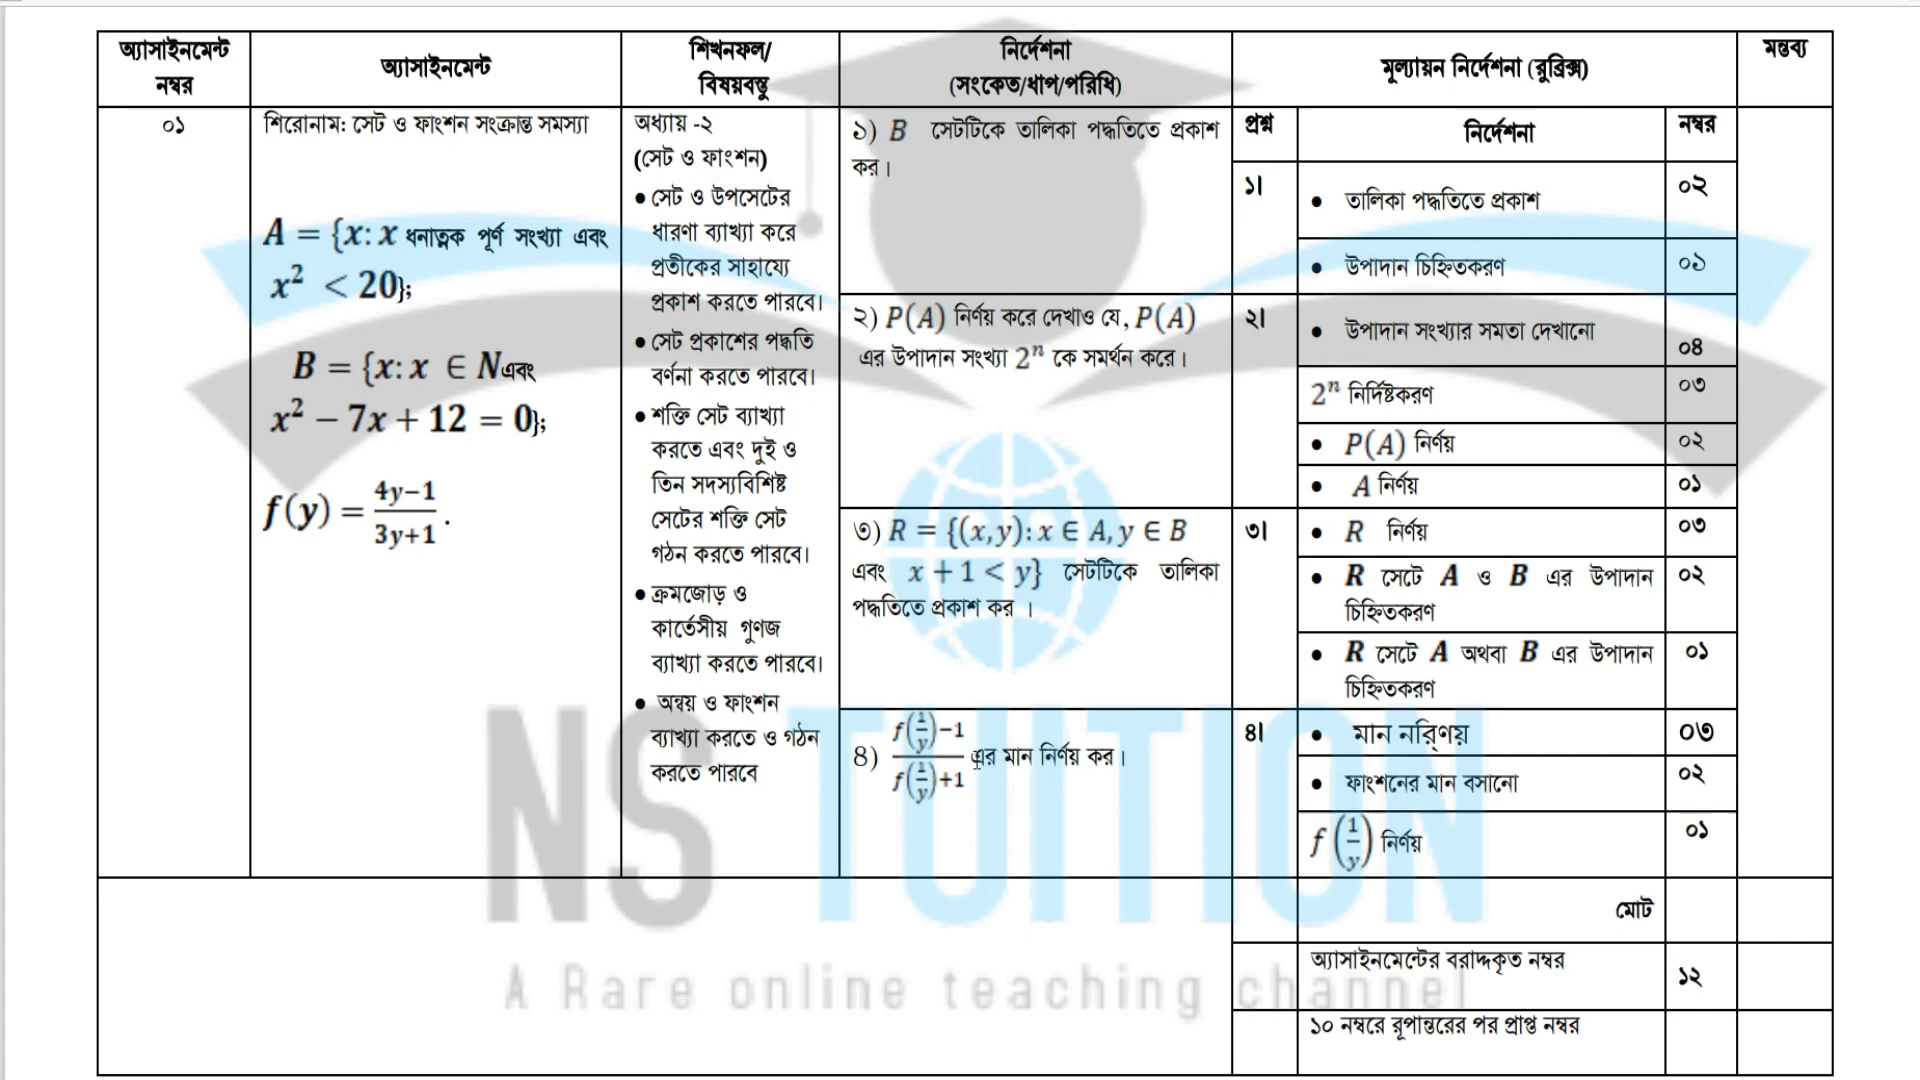 অ্যাসাইনমেন্ট
নম্বর
অ্যাসাইনমেন্ট
শিখনফল/
বিষয়বস্তু
নির্দেশনা
(সংকেত/ধাপ/পরিধি)
মূল্যায়ন নির্দেশনা (রুব্রিক্স)
মন্তব্য
০১
শিরোনাম: সেট ও ফাংশন সংক্রান্ত সমস্যা
A = {x: x ধনাত্নক পূর্ণ সংখ্যা এবং
x² < 20};
B = {x: x ∈ N এবং
x² − 7x + 12 = 0};
f(y) = (4y−1)/(3y+1) .
অধ্যায় -২
(সেট ও ফাংশন)
● সেট ও উপসেটের
ধারণা ব্যাখ্যা করে
প্রতীকের সাহায্যে
প্রকাশ করতে পারবে।
● সেট প্রকাশের পদ্ধতি
বর্ণনা করতে পারবে।
● শক্তি সেট ব্যাখ্যা
করতে এবং দুই ও
তিন সদস্যবিশিষ্ট
সেটের শক্তি সেট
গঠন করতে পারবে।
● ক্রমজোড় ও
কার্তেসীয় গুণজ
ব্যাখ্যা করতে পারবে।
● অন্বয় ও ফাংশন
ব্যাখ্যা করতে ও গঠন
করতে পারবে
১) B সেটটিকে তালিকা পদ্ধতিতে প্রকাশ
কর।
২) P(A) নির্ণয় করে দেখাও যে, P(A)
এর উপাদান সংখ্যা 2ⁿ কে সমর্থন করে।
৩) R = {(x, y): x ∈ A, y ∈ B
এবং x + 1 < y} সেটটিকে তালিকা
পদ্ধতিতে প্রকাশ কর ।
8) (f(1/y)−1)/(f(1/y)+1) এর মান নির্ণয় কর।
প্রশ্ন
নির্দেশনা
নম্বর
১।
● তালিকা পদ্ধতিতে প্রকাশ
০২
● উপাদান চিহ্নিতকরণ
০১
২।
● উপাদান সংখ্যার সমতা দেখানো
০৪
2ⁿ নির্দিষ্টকরণ
০৩
● P(A) নির্ণয়
০২
● A নির্ণয়
০১
৩।
● R নির্ণয়
০৩
● R সেটে A ও B এর উপাদান
চিহ্নিতকরণ
০২
● R সেটে A অথবা B এর উপাদান
চিহ্নিতকরণ
০১
৪।
● মান নর্ণিয়
০৩
● ফাংশনের মান বসানো
০২
f(1/y) নির্ণয়
০১
মোট
অ্যাসাইনমেন্টের বরাদ্দকৃত নম্বর
১২
১০ নম্বরে রূপান্তরের পর প্রাপ্ত নম্বর
NS TUITION
A Rare online teaching channel